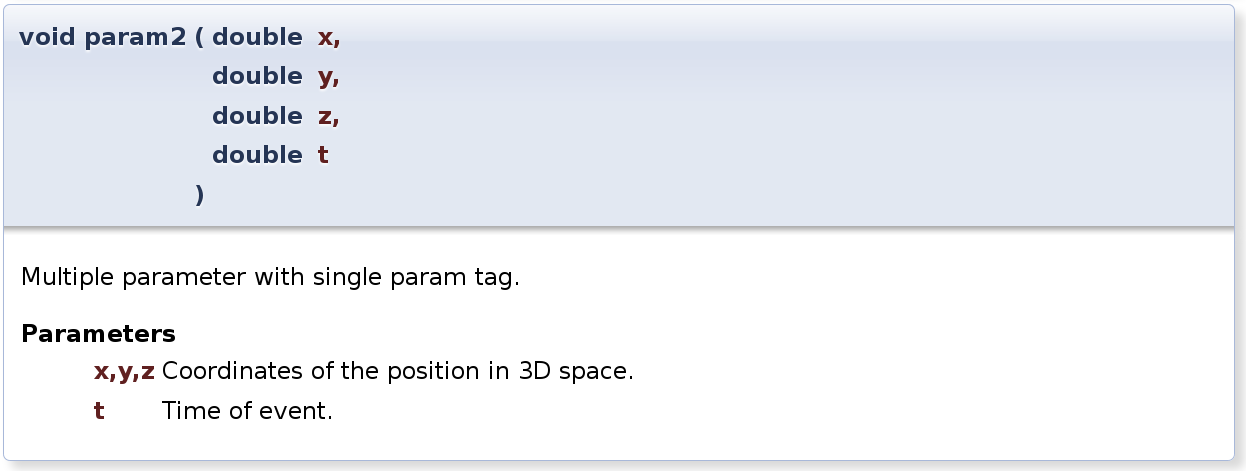 void param2 ( double x,
double y,
double z,
double t
)
Multiple parameter with single param tag.
Parameters
x,y,z Coordinates of the position in 3D space.
t Time of event.